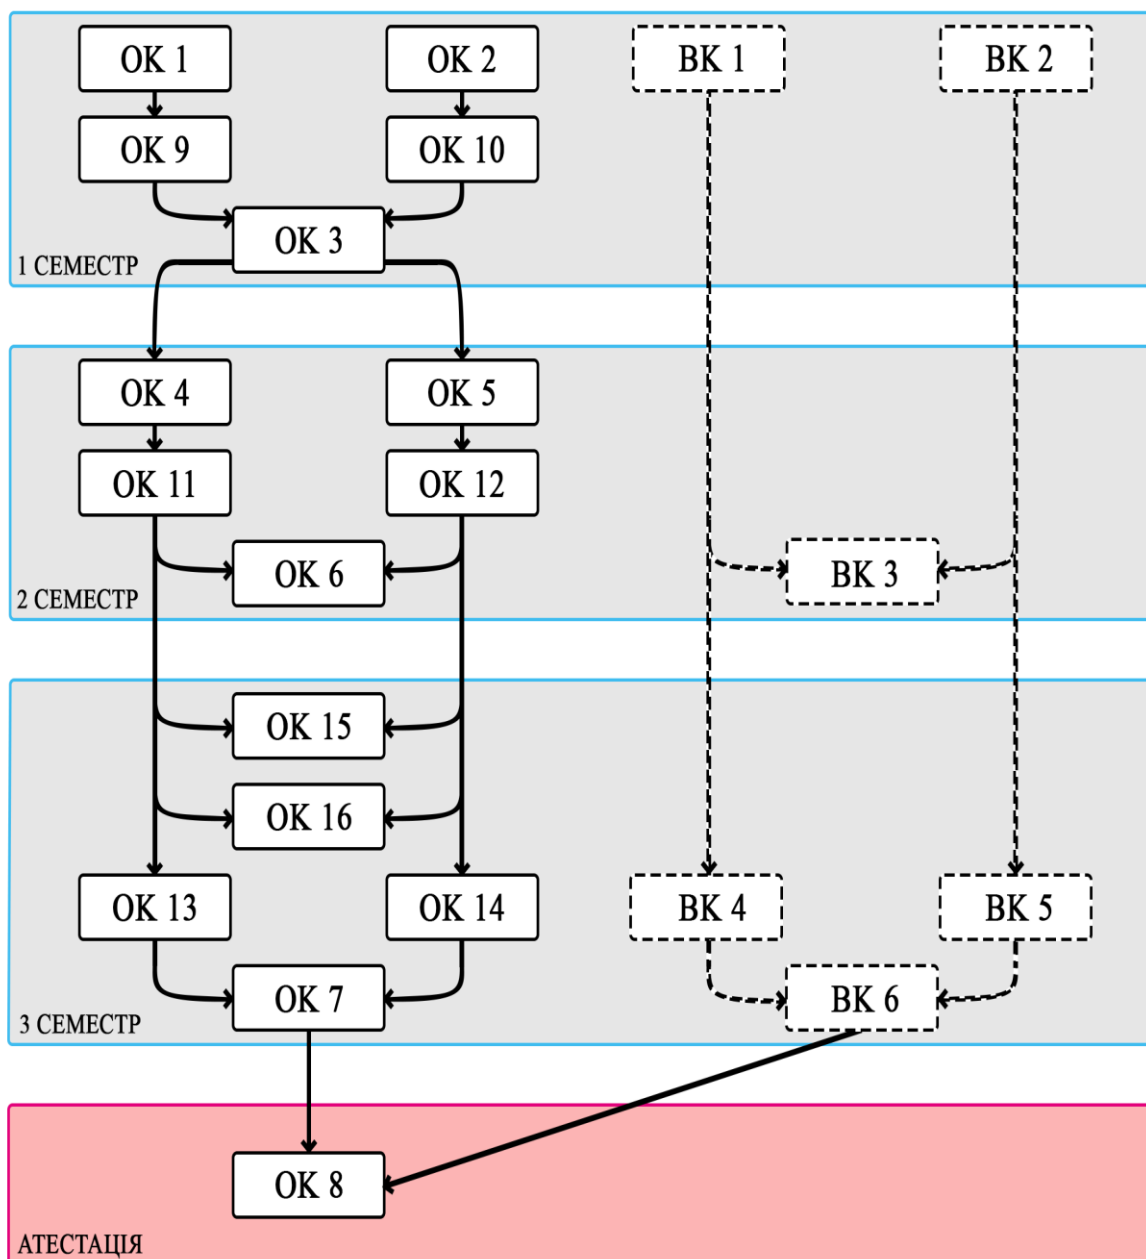 ОК 1
ОК 2
ВК 1
ВК 2
ОК 9
ОК 10
ОК 3
1 СЕМЕСТР
ОК 4
ОК 5
ОК 11
ОК 12
ОК 6
ВК 3
2 СЕМЕСТР
ОК 15
ОК 16
ОК 13
ОК 14
ВК 4
ВК 5
ОК 7
ВК 6
3 СЕМЕСТР
ОК 8
АТЕСТАЦІЯ